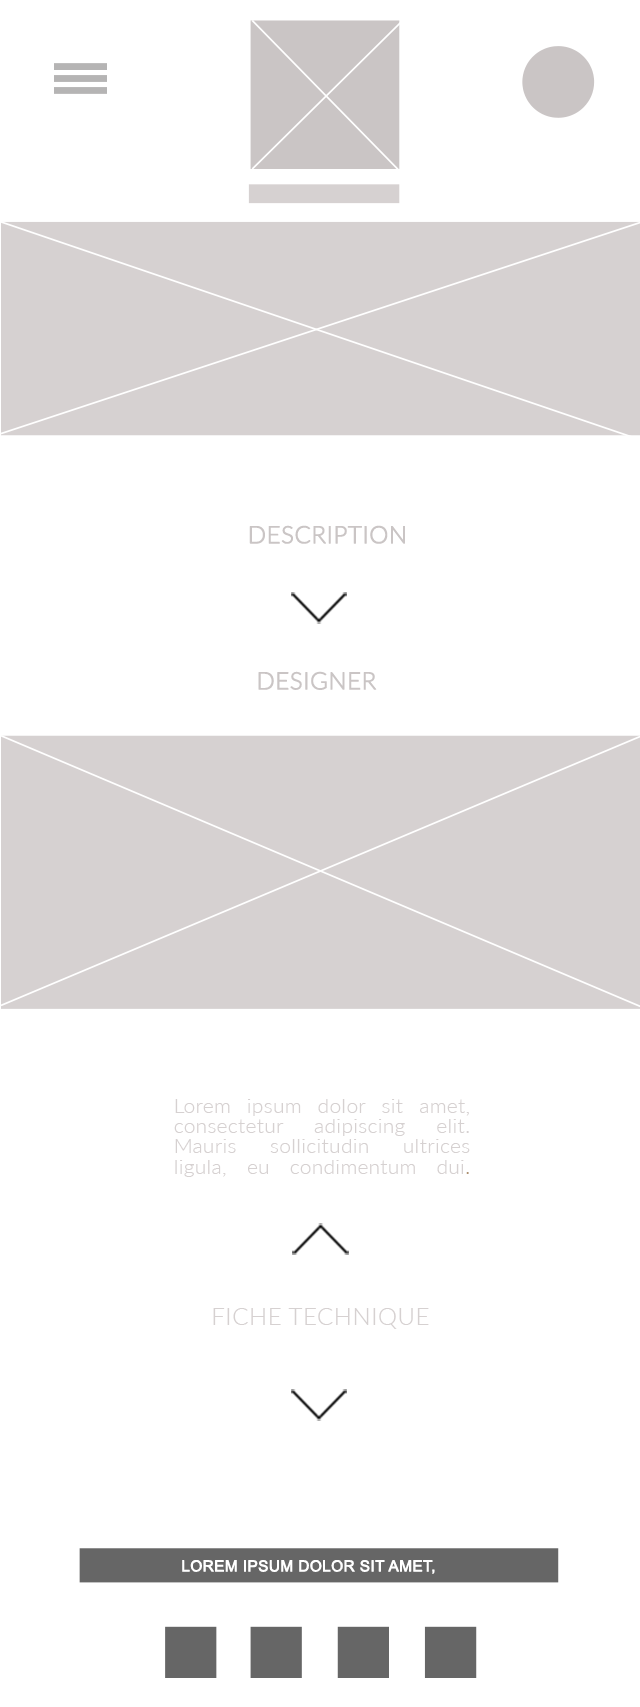 DESCRIPTION
DESIGNER
Lorem ipsum dolor sit amet,
consectetur adipiscing elit.
Mauris sollicitudin ultrices
ligula, eu condimentum dui.
FICHE TECHNIQUE
LOREM IPSUM DOLOR SIT AMET,